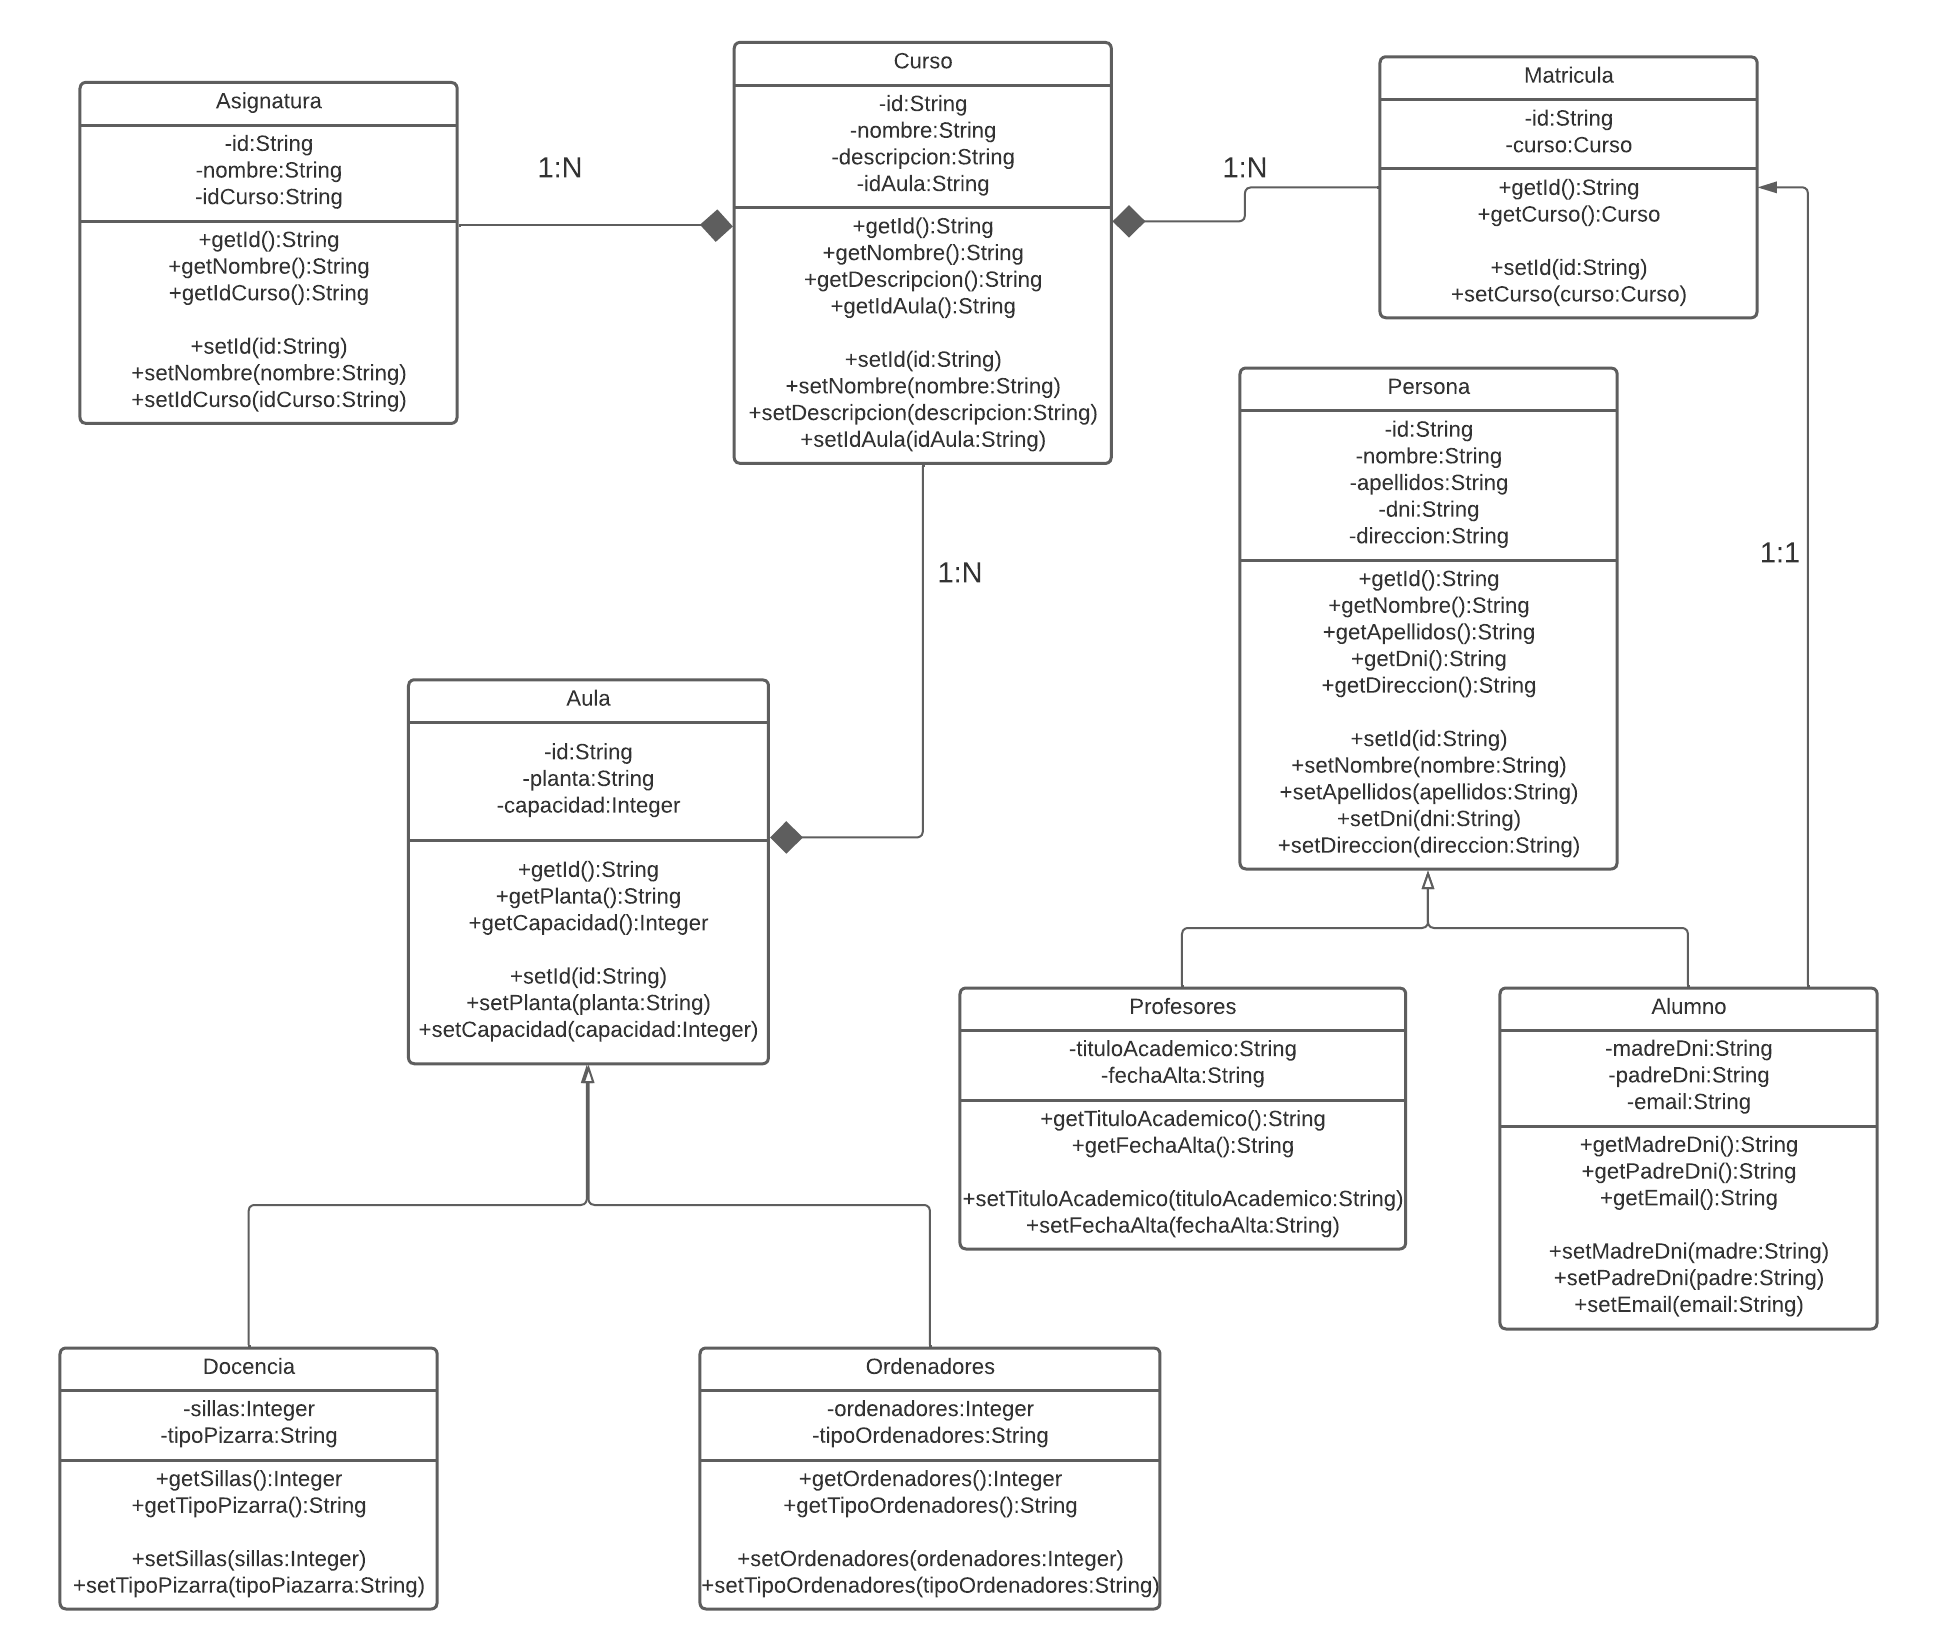 Asignatura
-id:String
-nombre:String
-idCurso:String
+getId():String
+getNombre():String
+getIdCurso():String
+setId(id:String)
+setNombre(nombre:String)
+setIdCurso(idCurso:String)
1:N
Curso
-id:String
-nombre:String
-descripcion:String
-idAula:String
+getId():String
+getNombre():String
+getDescripcion():String
+getIdAula():String
+setId(id:String)
+setNombre(nombre:String)
+setDescripcion(descripcion:String)
+setIdAula(idAula:String)
1:N
Matricula
-id:String
-curso:Curso
+getId():String
+getCurso():Curso
+setId(id:String)
+setCurso(curso:Curso)
1:N
Persona
-id:String
-nombre:String
-apellidos:String
-dni:String
-direccion:String
+getId():String
+getNombre():String
+getApellidos():String
+getDni():String
+getDireccion():String
+setId(id:String)
+setNombre(nombre:String)
+setApellidos(apellidos:String)
+setDni(dni:String)
+setDireccion(direccion:String)
1:1
Aula
-id:String
-planta:String
-capacidad:Integer
+getId():String
+getPlanta():String
+getCapacidad():Integer
+setId(id:String)
+setPlanta(planta:String)
+setCapacidad(capacidad:Integer)
Profesores
-tituloAcademico:String
-fechaAlta:String
+getTituloAcademico():String
+getFechaAlta():String
+setTituloAcademico(tituloAcademico:String)
+setFechaAlta(fechaAlta:String)
Alumno
-madreDni:String
-padreDni:String
-email:String
+getMadreDni():String
+getPadreDni():String
+getEmail():String
+setMadreDni(madre:String)
+setPadreDni(padre:String)
+setEmail(email:String)
Docencia
-sillas:Integer
-tipoPizarra:String
+getSillas():Integer
+getTipoPizarra():String
+setSillas(sillas:Integer)
+setTipoPizarra(tipoPiazarra:String)
Ordenadores
-ordenadores:Integer
-tipoOrdenadores:String
+getOrdenadores():Integer
+getTipoOrdenadores():String
+setOrdenadores(ordenadores:Integer)
+setTipoOrdenadores(tipoOrdenadores:String)